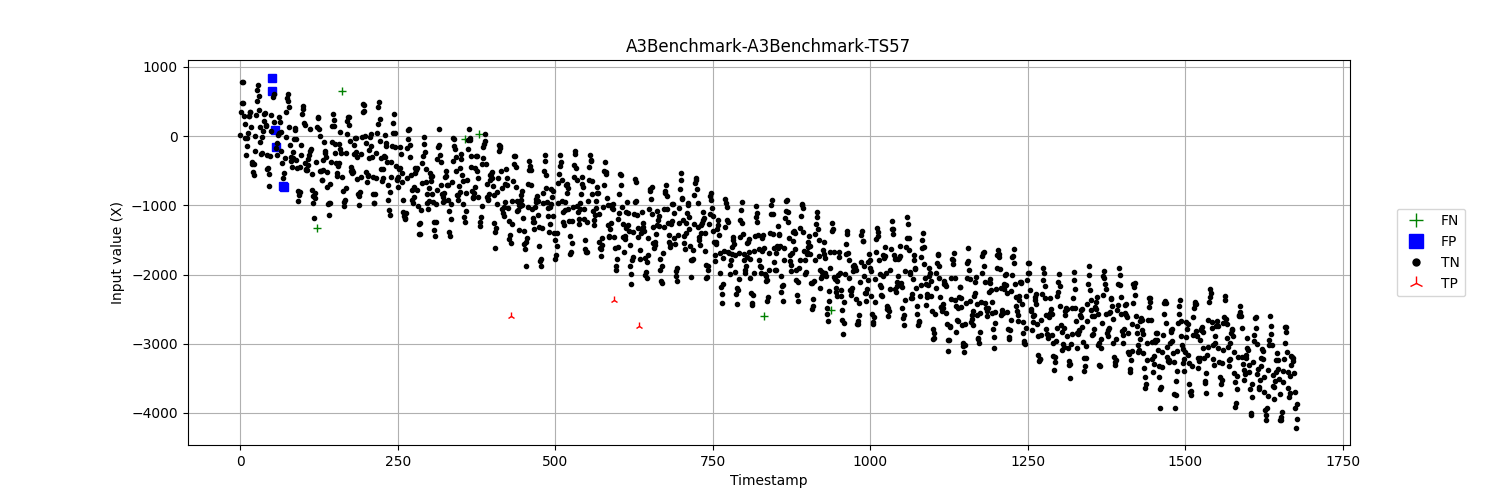 A3Benchmark-A3Benchmark-TS57
1000
0
−1000
−2000
−3000
−4000
Input value (X)
0 250 500 750 1000 1250 1500 1750
Timestamp
FN
FP
TN
TP